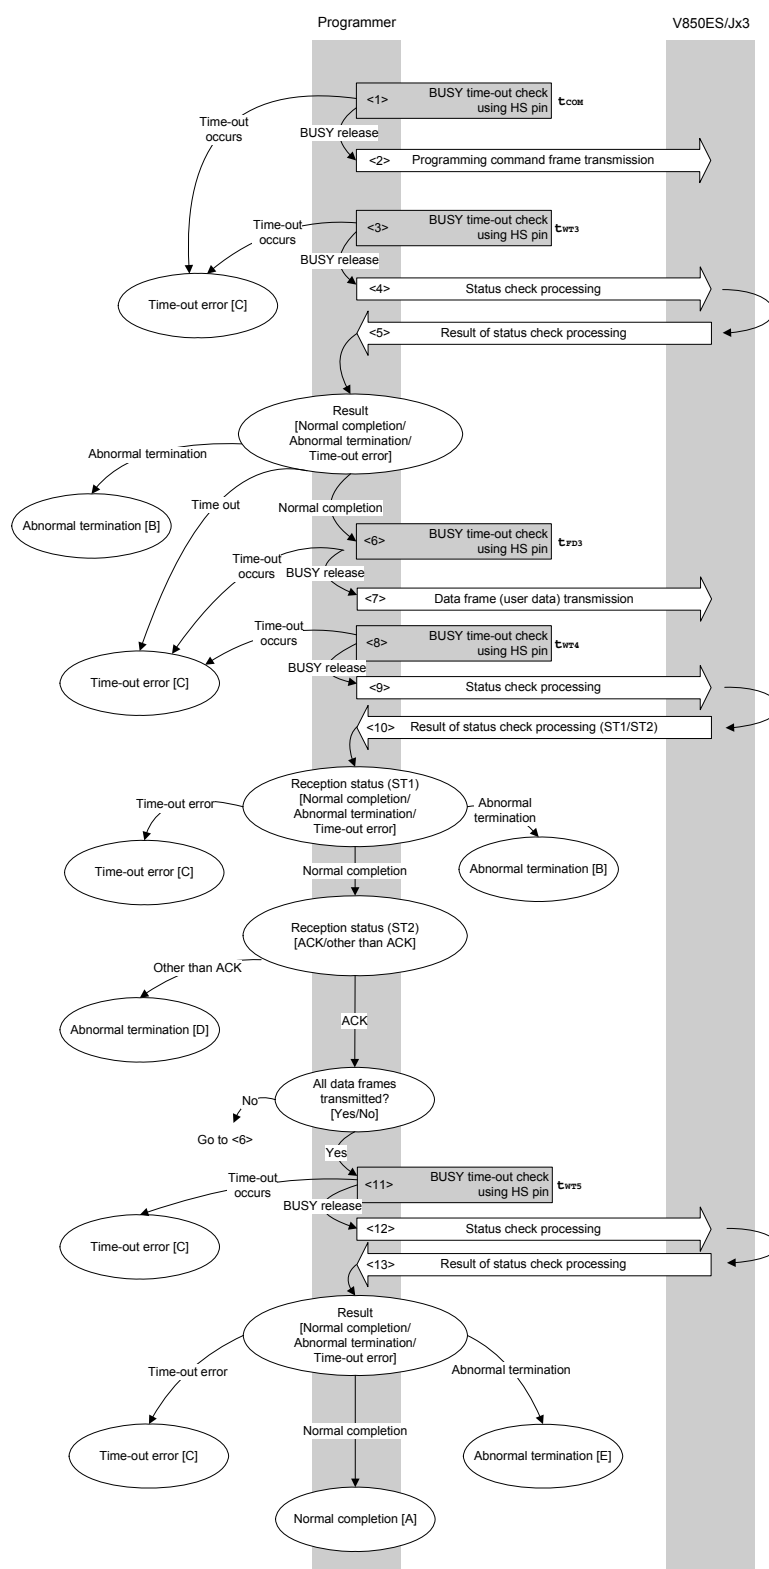 Programmer
V850ES/Jx3
<1>
BUSY time-out check
using HS pin
tCOM
Time-out
occurs
BUSY release
<2>
Programming command frame transmission
<3>
BUSY time-out check
using HS pin
tWT3
Time-out
occurs
BUSY release
<4>
Status check processing
Time-out error [C]
<5>
Result of status check processing
Result
[Normal completion/
Abnormal termination/
Time-out error]
Abnormal termination
Time out
Normal completion
Abnormal termination [B]
<6>
BUSY time-out check
using HS pin
tFD3
Time-out
occurs
BUSY release
<7>
Data frame (user data) transmission
<8>
BUSY time-out check
using HS pin
tWT4
Time-out
occurs
BUSY release
Time-out error [C]
<9>
Status check processing
<10>
Result of status check processing (ST1/ST2)
Reception status (ST1)
[Normal completion/
Abnormal termination/
Time-out error]
Time-out error
Abnormal
termination
Time-out error [C]
Normal completion
Abnormal termination [B]
Reception status (ST2)
[ACK/other than ACK]
Other than ACK
Abnormal termination [D]
ACK
All data frames
transmitted?
[Yes/No]
No
Go to <6>
Yes
<11>
BUSY time-out check
using HS pin
tWT5
Time-out
occurs
BUSY release
<12>
Status check processing
Time-out error [C]
<13>
Result of status check processing
Result
[Normal completion/
Abnormal termination/
Time-out error]
Time-out error
Abnormal termination
Normal completion
Time-out error [C]
Abnormal termination [E]
Normal completion [A]